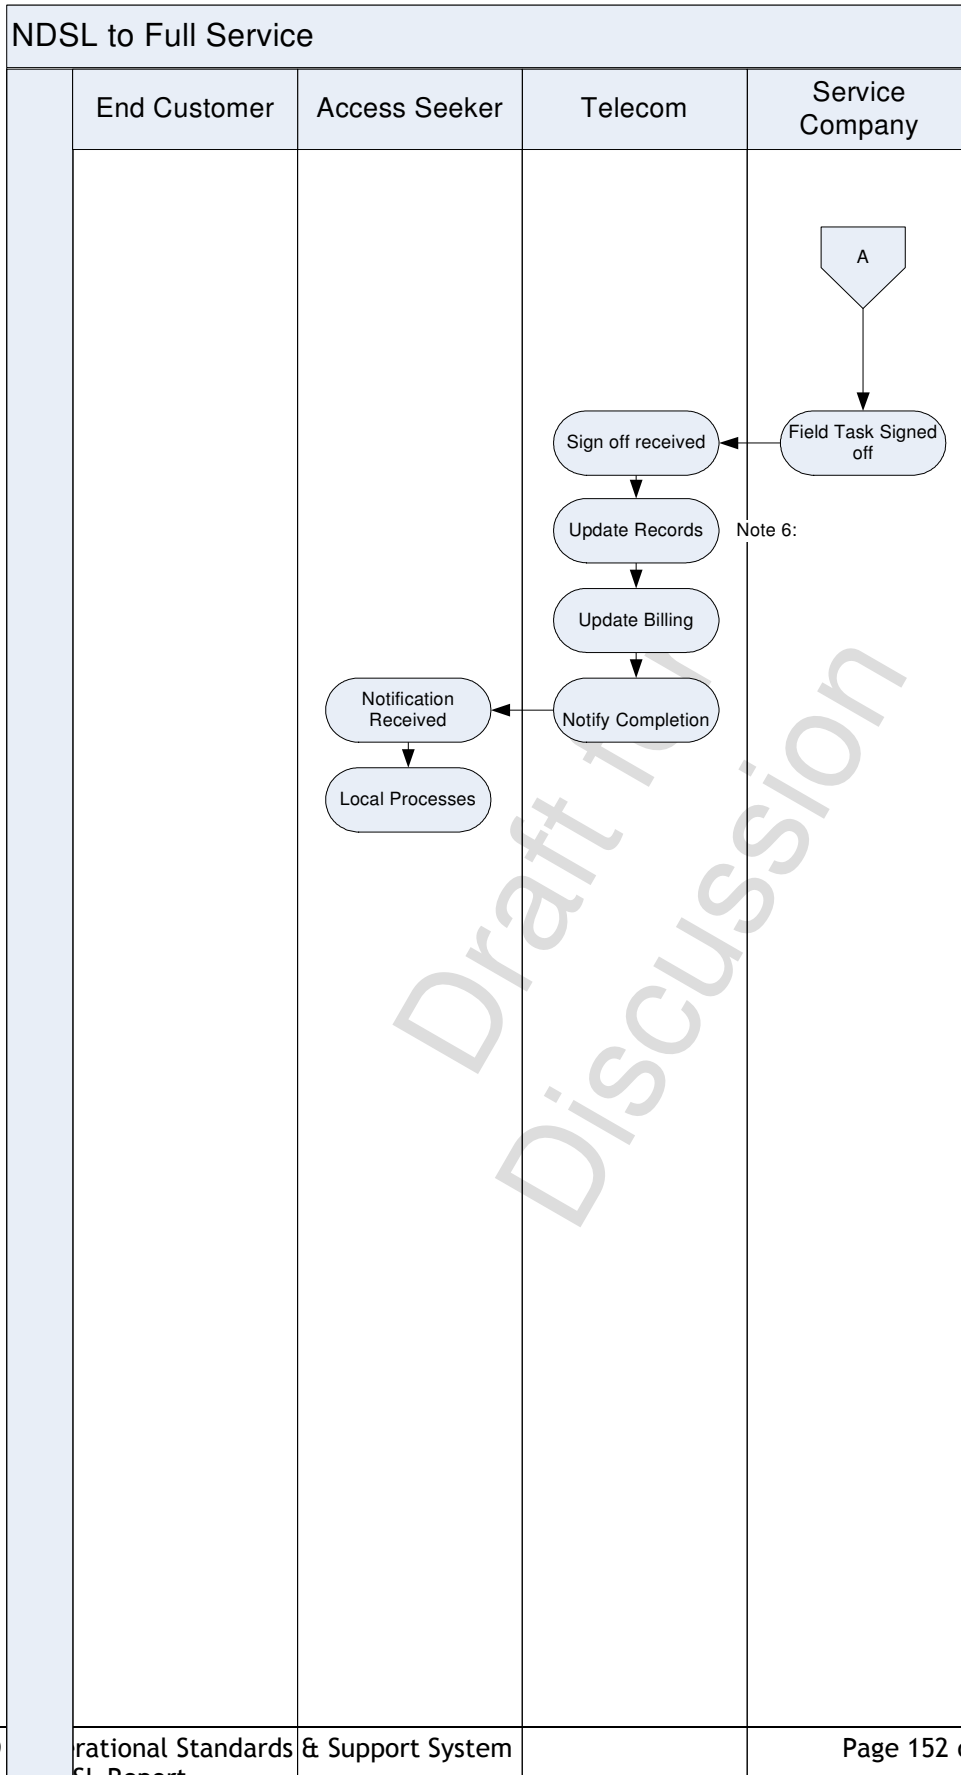 NDSL to Full Service
End Customer
Access Seeker
Telecom
Service
Company
A
Field Task Signed
off
Sign off received
Update Records
Note 6:
Update Billing
Notify Completion
Notification
Received
Local Processes
Draft for
Discussion
rational Standards & Support System
Page 152
Report